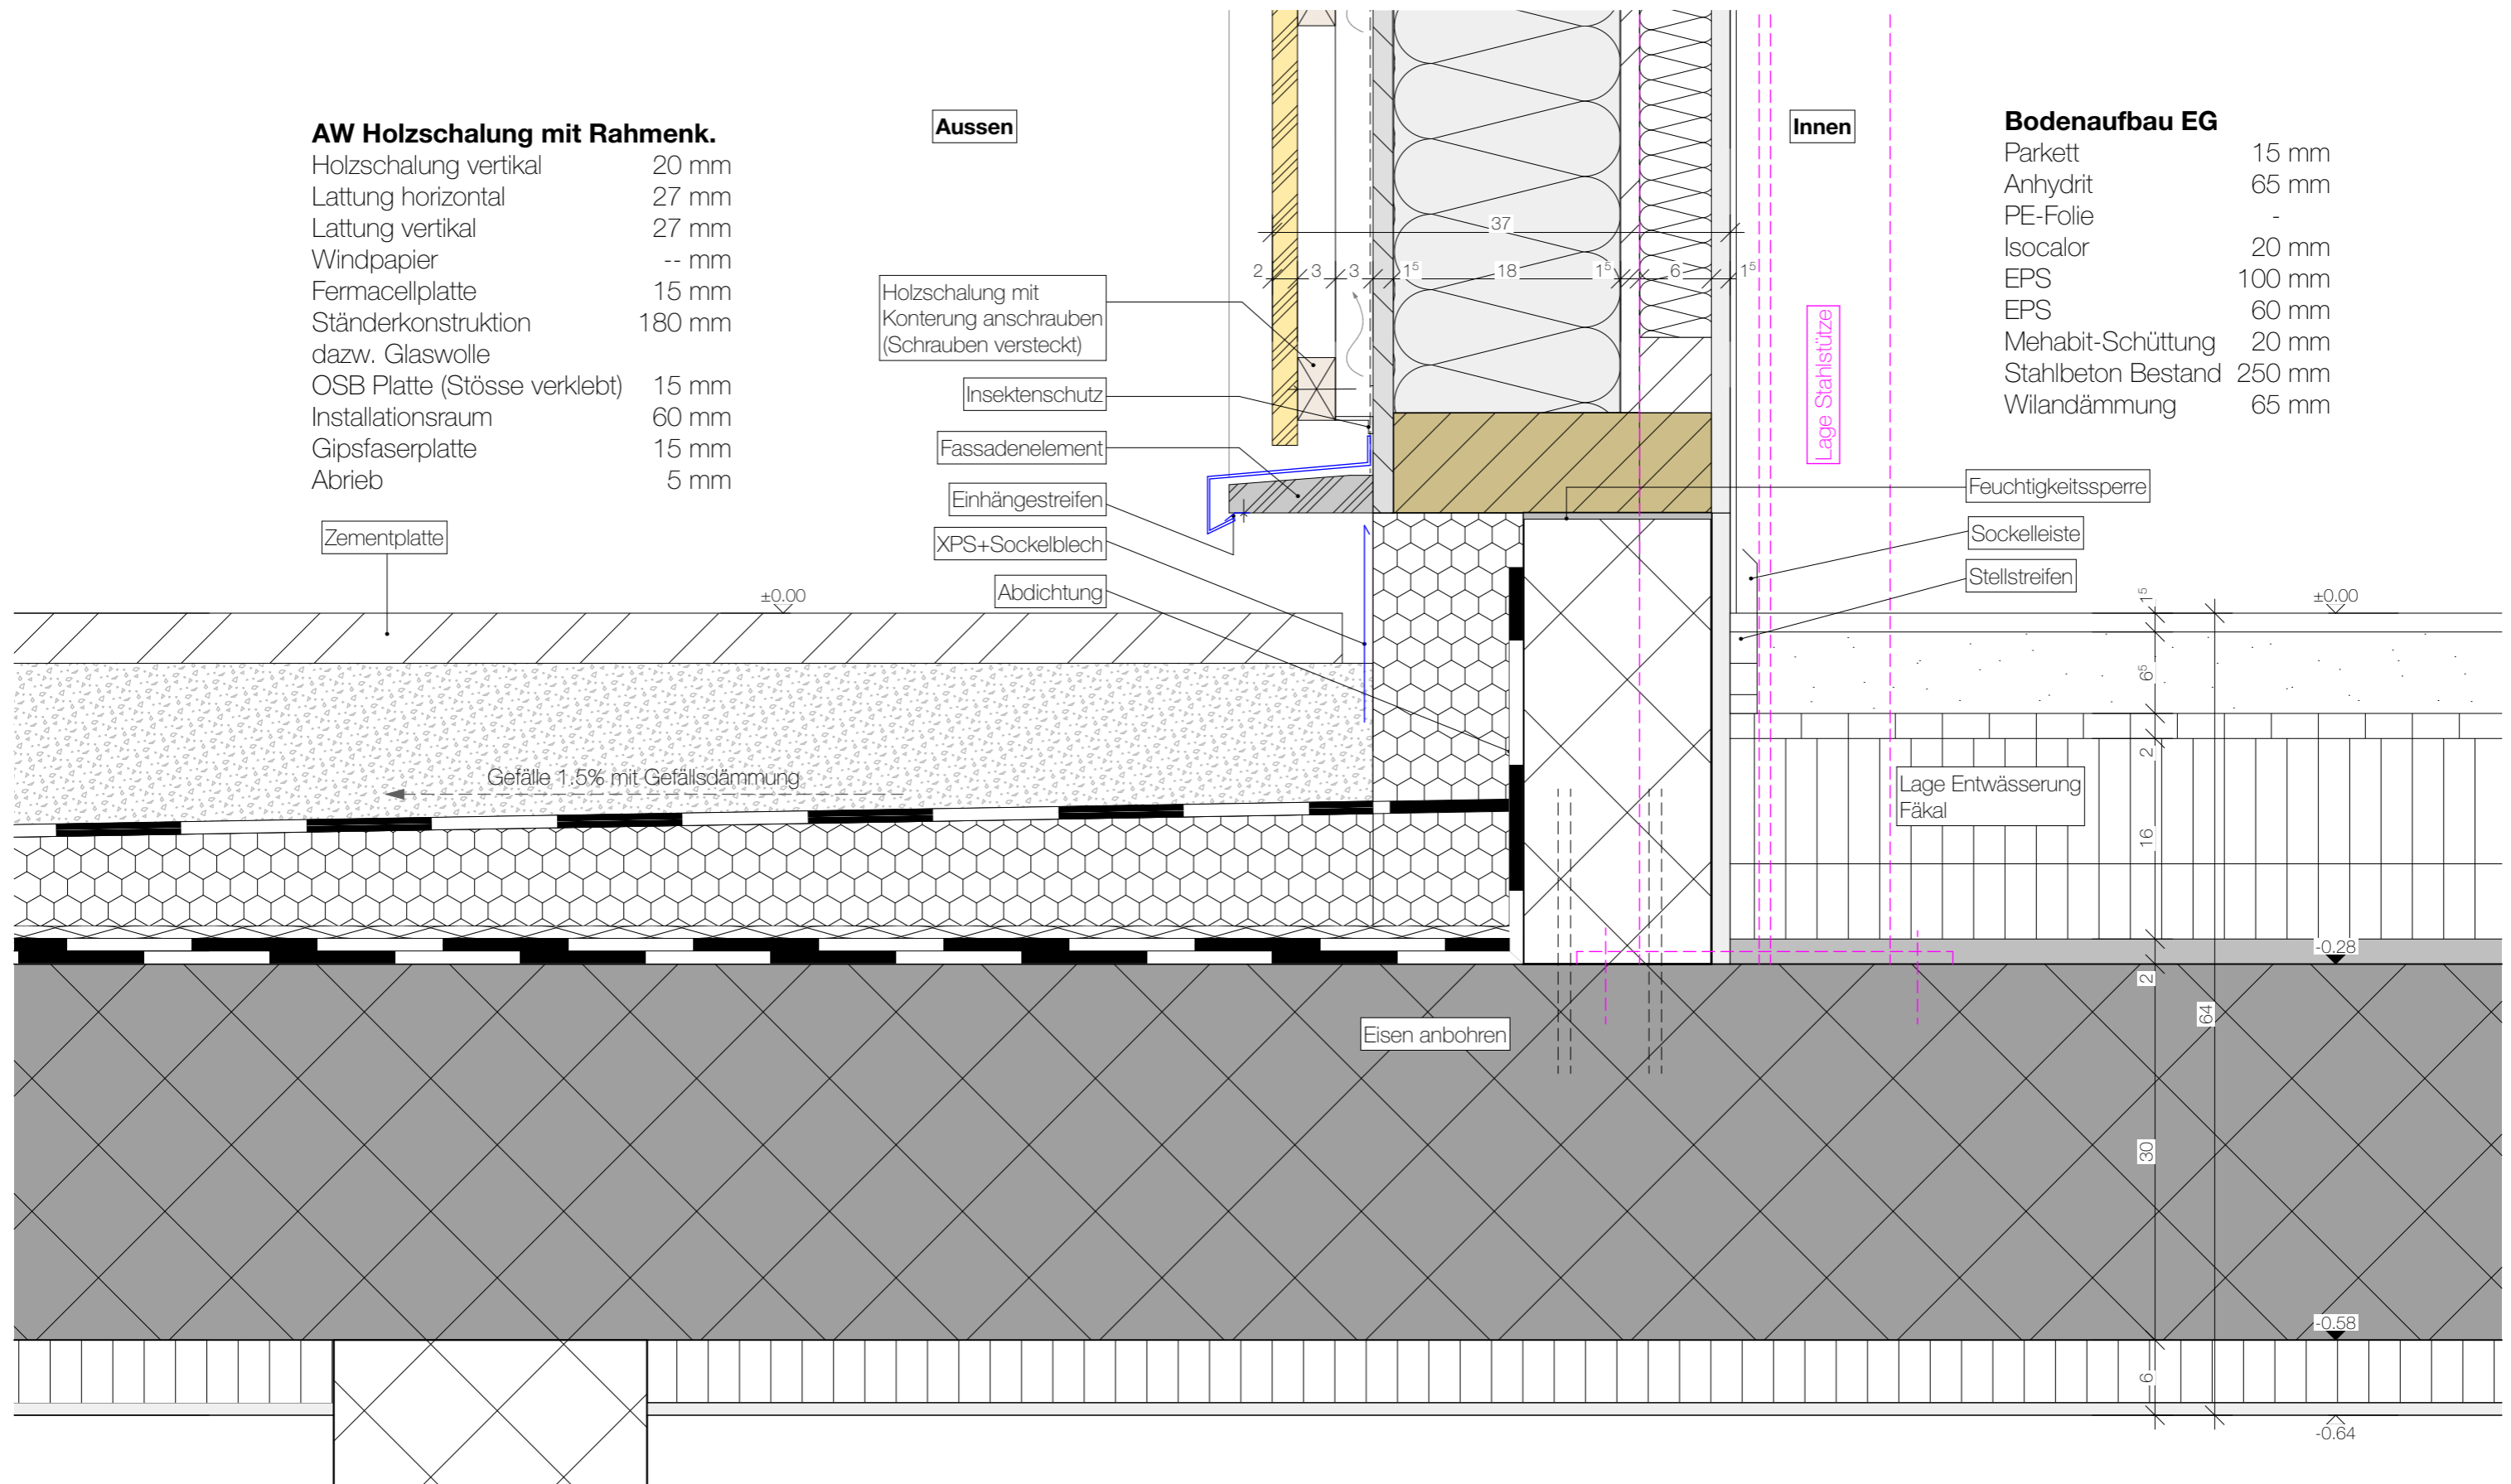 AW Holzschalung mit Rahmenk.
Holzschalung vertikal 20 mm
Lattung horizontal 27 mm
Lattung vertikal 27 mm
Windpapier -- mm
Fermacellplatte 15 mm
Ständerkonstruktion 180 mm
dazw. Glaswolle
OSB Platte (Stösse verklebt) 15 mm
Installationsraum 60 mm
Gipsfaserplatte 15 mm
Abrieb 5 mm
Aussen
Innen
Bodenaufbau EG
Parkett 15 mm
Anhydrit 65 mm
PE-Folie -
Isocalor 20 mm
EPS 100 mm
EPS 60 mm
Mehabit-Schüttung 20 mm
Stahlbeton Bestand 250 mm
Wilandämmung 65 mm
37
2 3 3 1⁵ 18 1⁵ 6 1⁵
Holzschalung mit
Konterung anschrauben
(Schrauben versteckt)
Insektenschutz
Fassadenelement
Einhängestreifen
XPS+Sockelblech
Abdichtung
Zementplatte
Lage Stahlstütze
Feuchtigkeitssperre
Sockelleiste
Stellstreifen
±0.00
±0.00
1⁵
6⁵
2
16
2
30
6
64
Gefälle 1.5% mit Gefällsdämmung
Lage Entwässerung
Fäkal
-0.28
Eisen anbohren
-0.58
-0.64